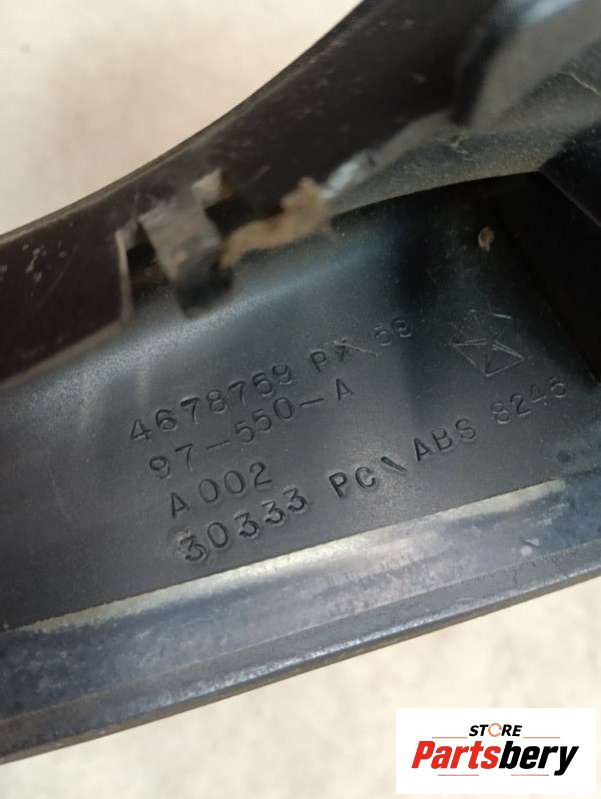 4678759 PX 58
97-550-A
A002
30333 PC\ABS 8245
STORE
Partsbery